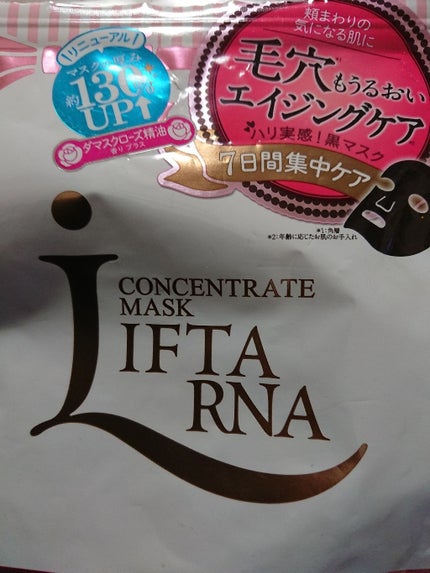 リニューアル
マスクの厚み
約130%
UP↑
ダマスクローズ精油
香り プラス
頬まわりの
気になる肌に
毛穴もうるおい
エイジングケア
ハリ実感!黒マスク
7日間集中ケア
*1:角層
*2:年齢に応じたお肌のお手入れ
CONCENTRATE
MASK
LIFTA
RNA